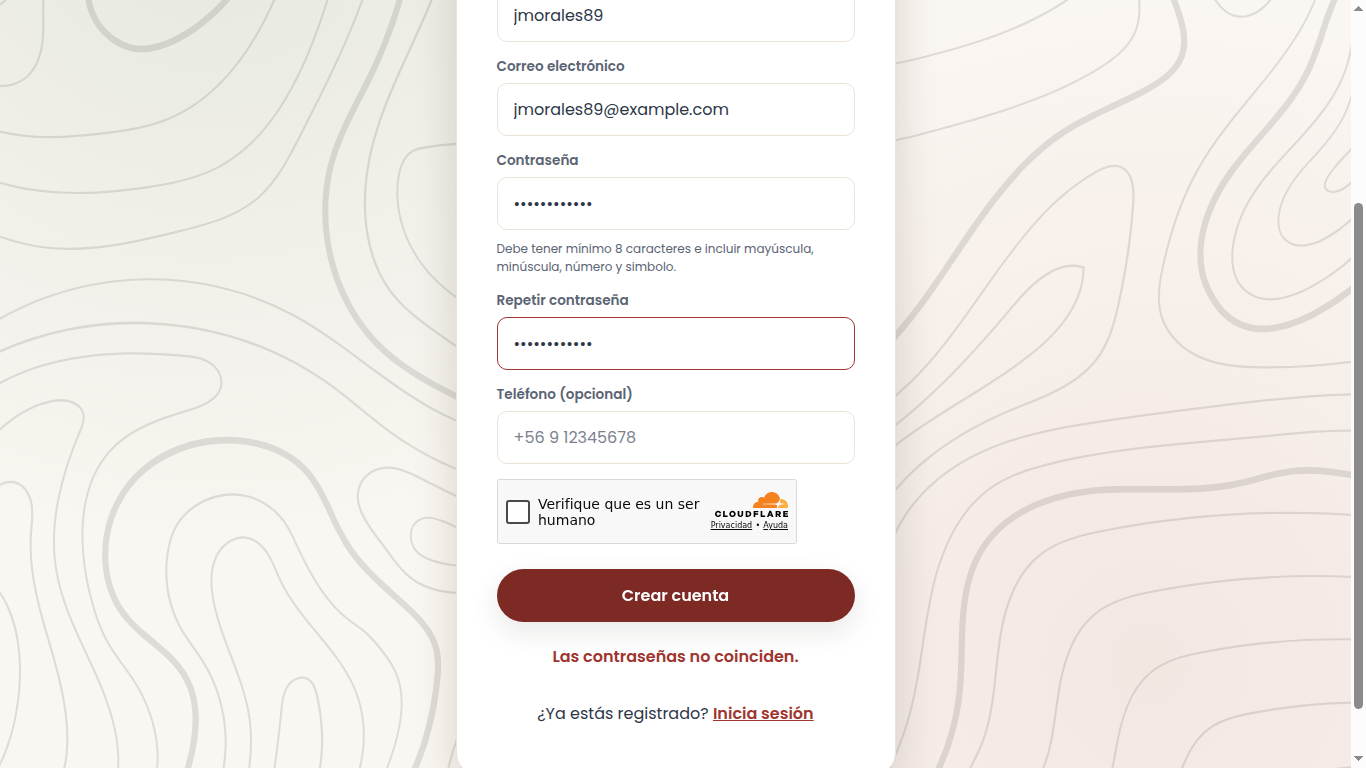 jmorales89
Correo electrónico
jmorales89@example.com
Contraseña
••••••••••••
Debe tener mínimo 8 caracteres e incluir mayúscula,
minúscula, número y simbolo.
Repetir contraseña
••••••••••••
Teléfono (opcional)
+56 9 12345678
Verifique que es un ser
humano
CLOUDFLARE
Privacidad • Ayuda
Crear cuenta
Las contraseñas no coinciden.
¿Ya estás registrado? Inicia sesión